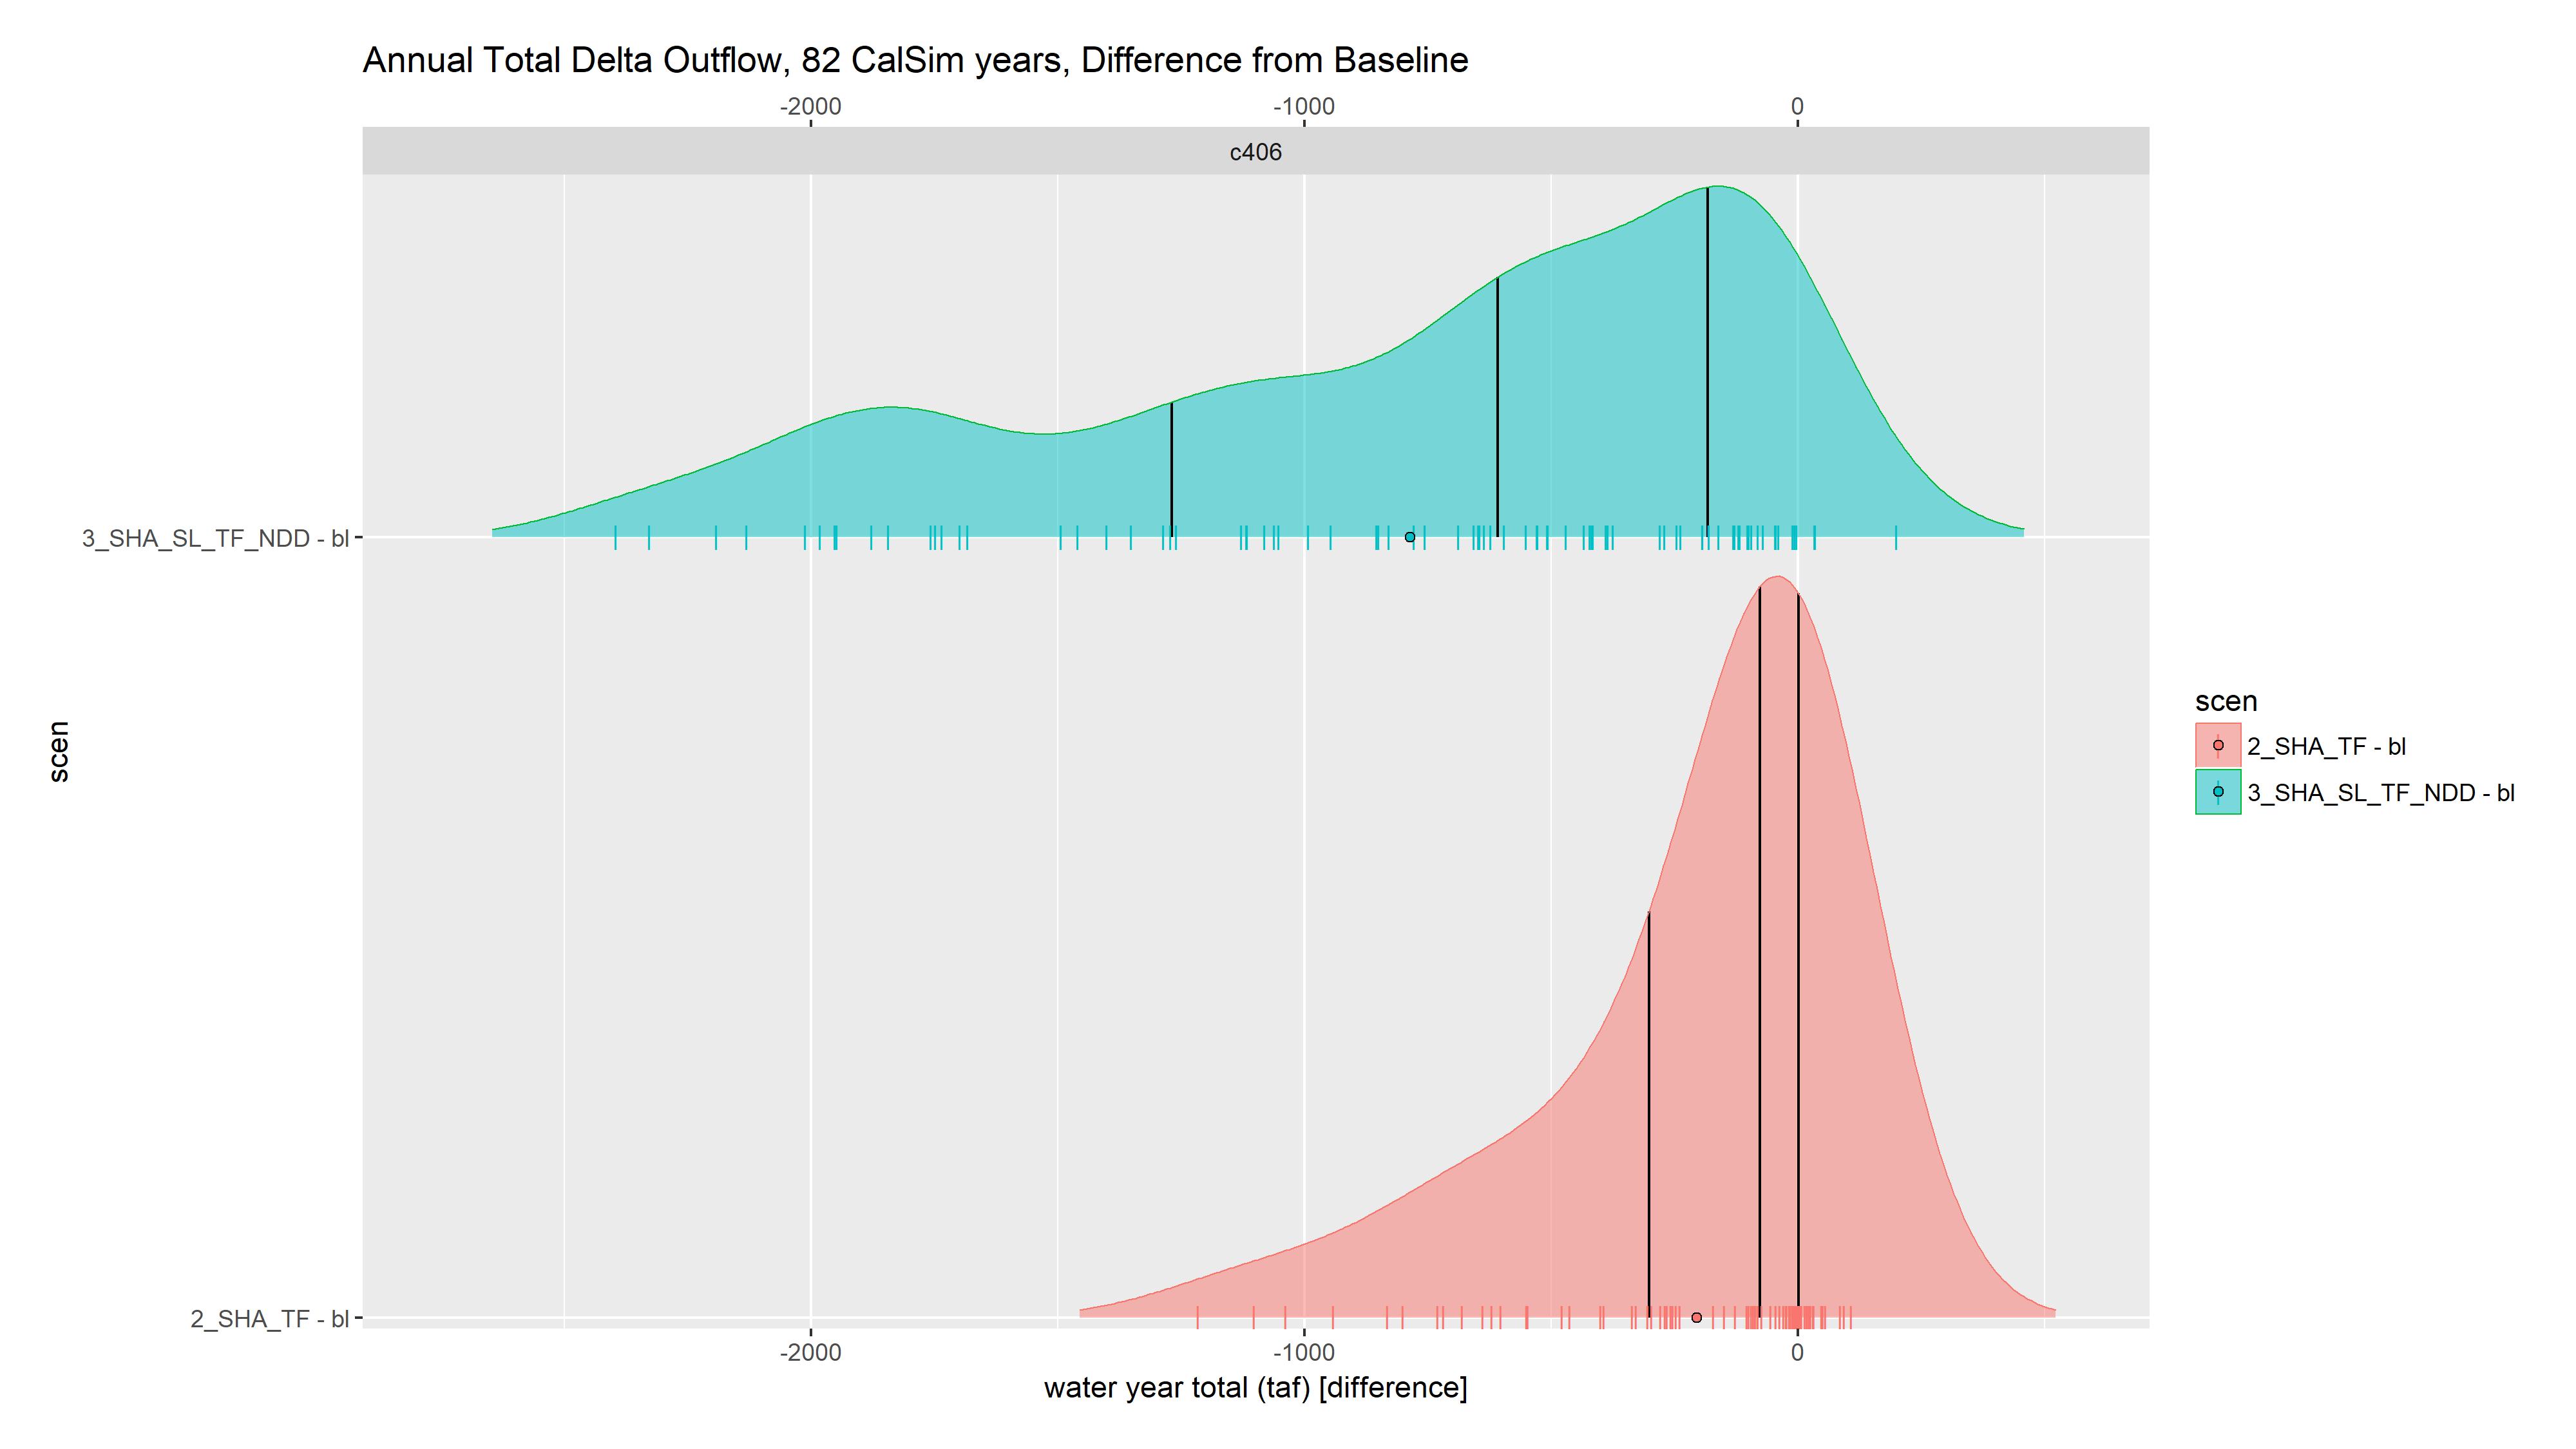 Annual Total Delta Outflow, 82 CalSim years, Difference from Baseline
-2000 -1000 0
c406
3_SHA_SL_TF_NDD - bl
scen
2_SHA_TF - bl
-2000 -1000 0
water year total (taf) [difference]
scen
2_SHA_TF - bl
3_SHA_SL_TF_NDD - bl